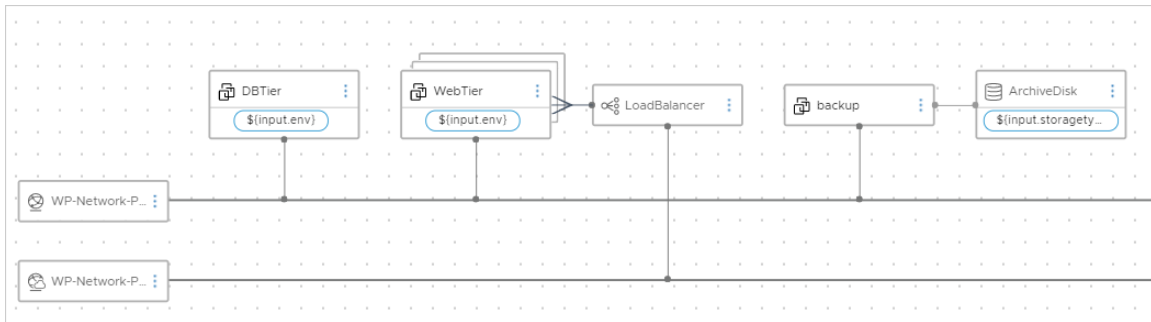 DBTier
${input.env}
WebTier
${input.env}
LoadBalancer
backup
ArchiveDisk
${input.storagety...
WP-Network-P...
WP-Network-P...